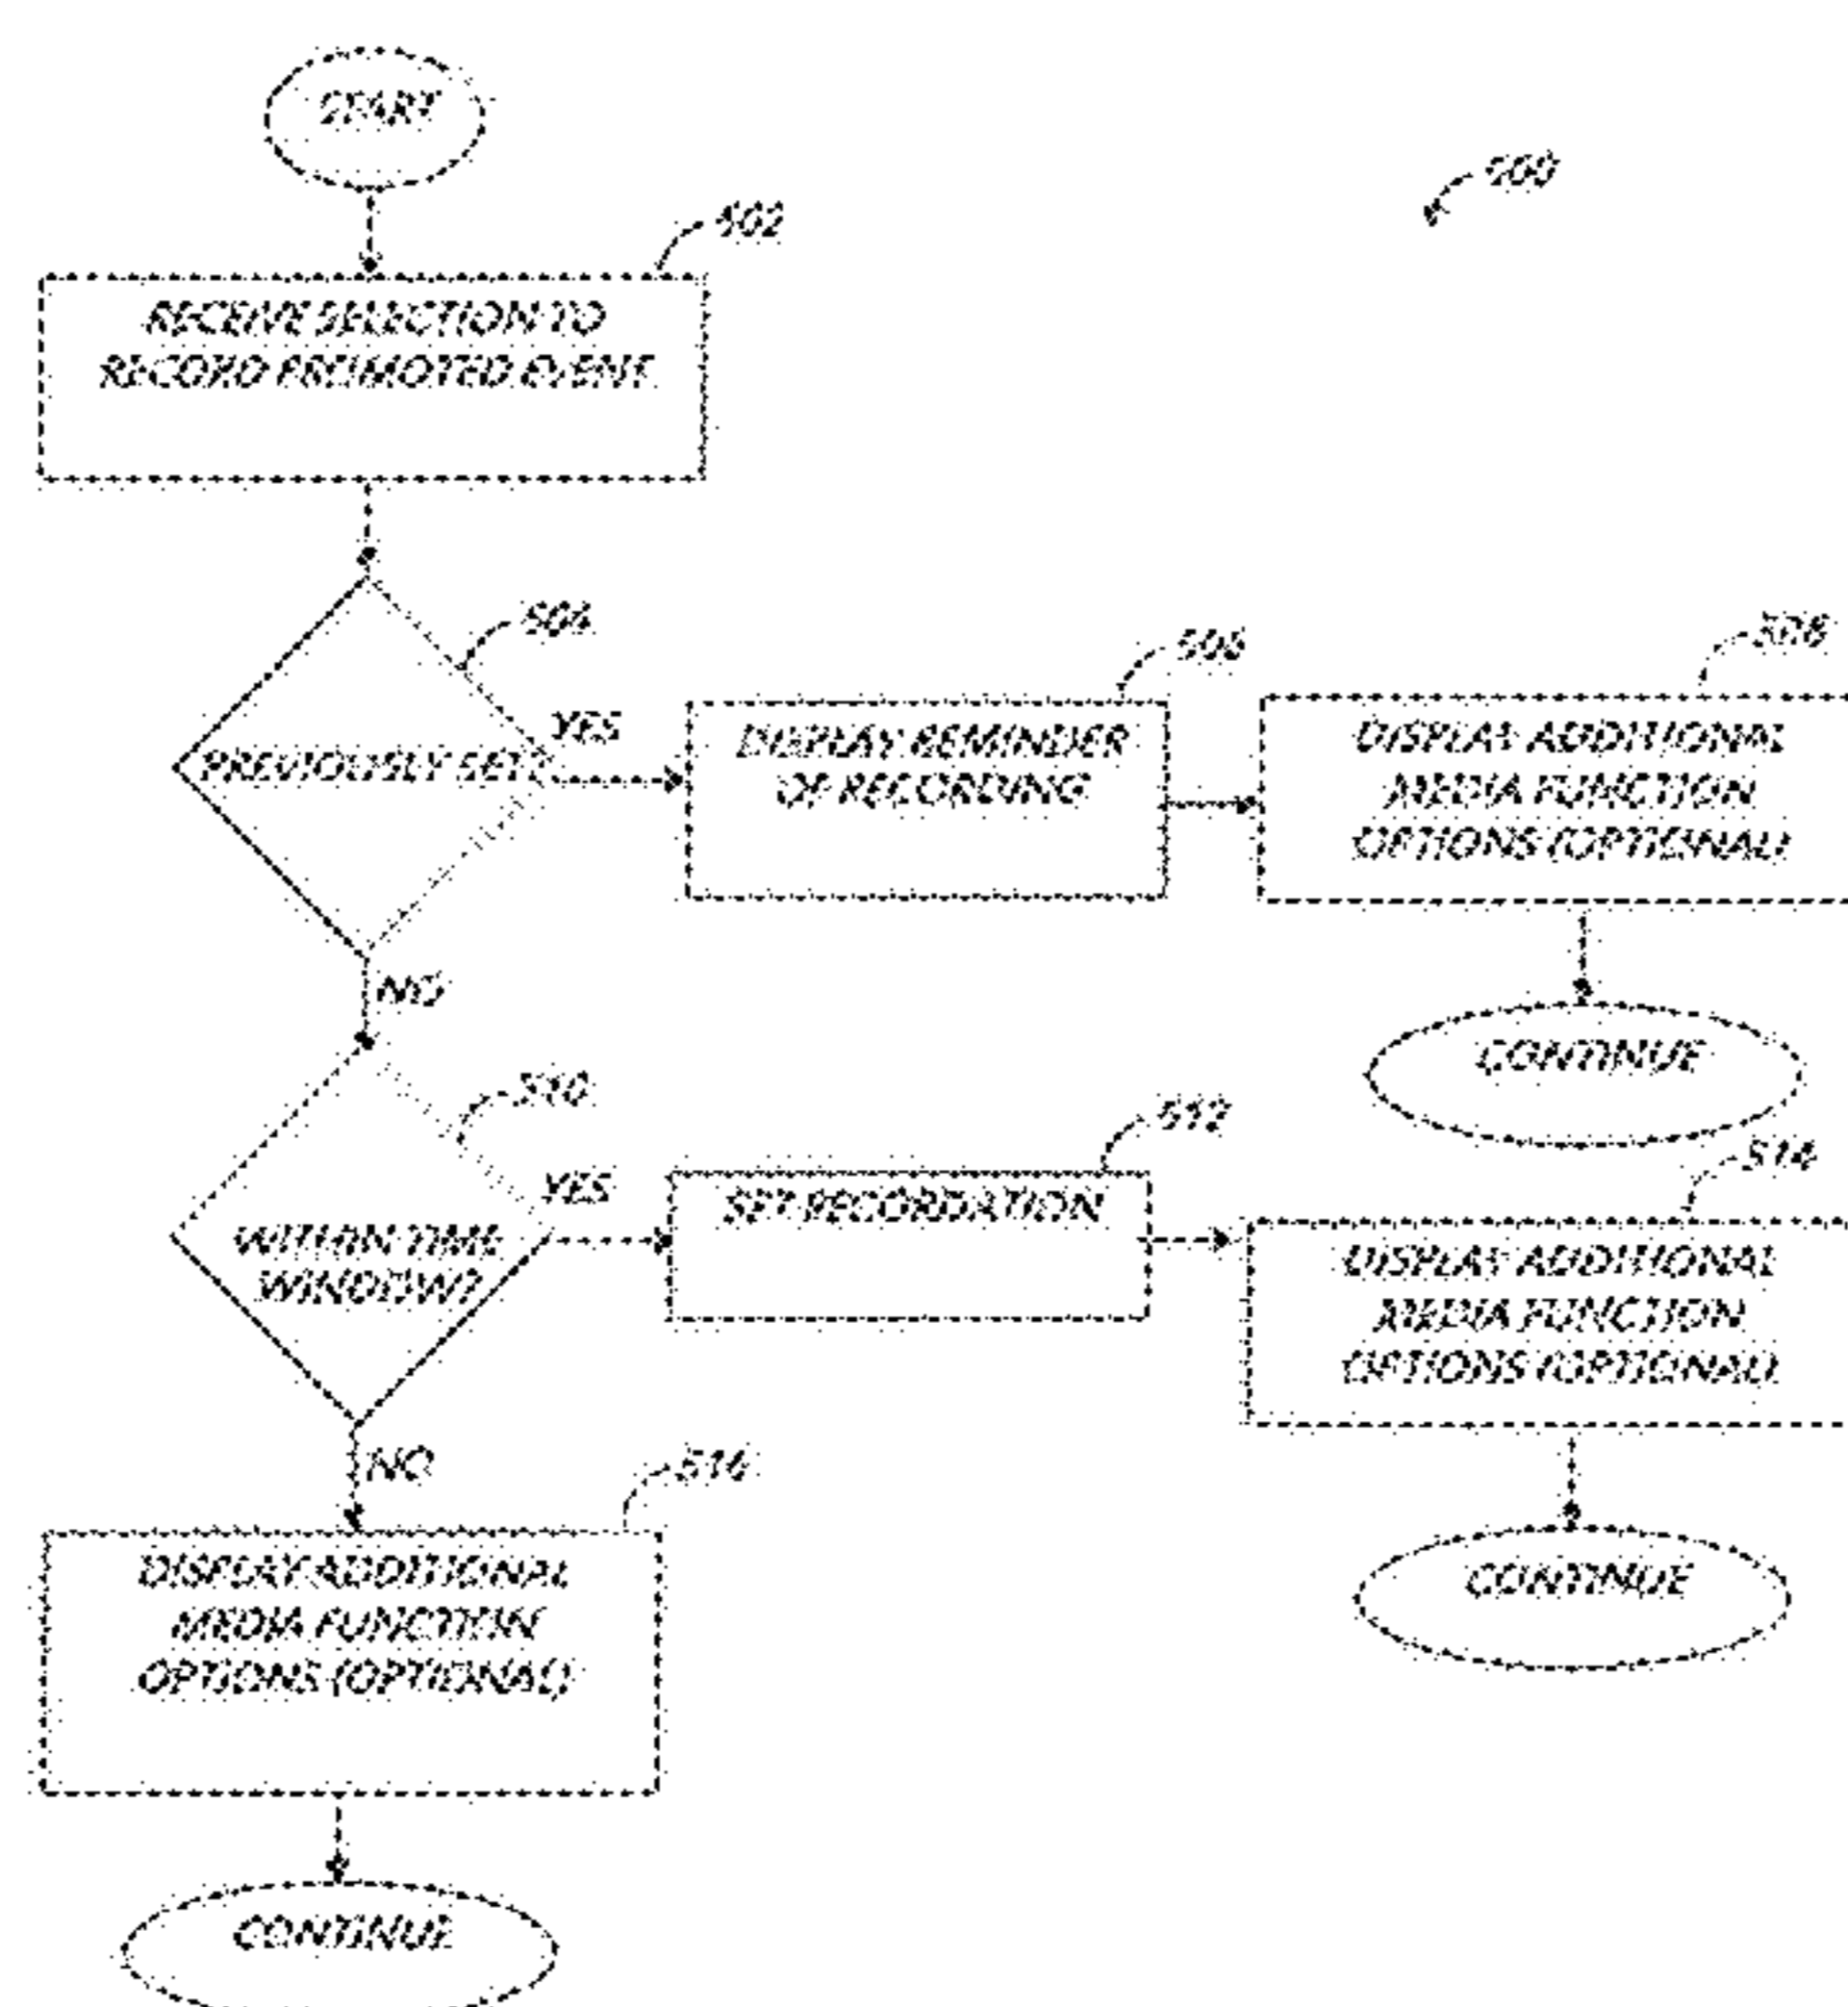 START
500
502
RECEIVE SELECTION TO
RECORD PROMOTED EVENT
504
PREVIOUSLY SET?
YES
506
DISPLAY REMINDER
OF RECORDING
508
DISPLAY ADDITIONAL
MEDIA FUNCTION
OPTIONS (OPTIONAL)
CONTINUE
NO
510
WITHIN TIME
WINDOW?
YES
512
SET RECORDATION
514
DISPLAY ADDITIONAL
MEDIA FUNCTION
OPTIONS (OPTIONAL)
CONTINUE
NO
516
DISPLAY ADDITIONAL
MEDIA FUNCTION
OPTIONS (OPTIONAL)
CONTINUE